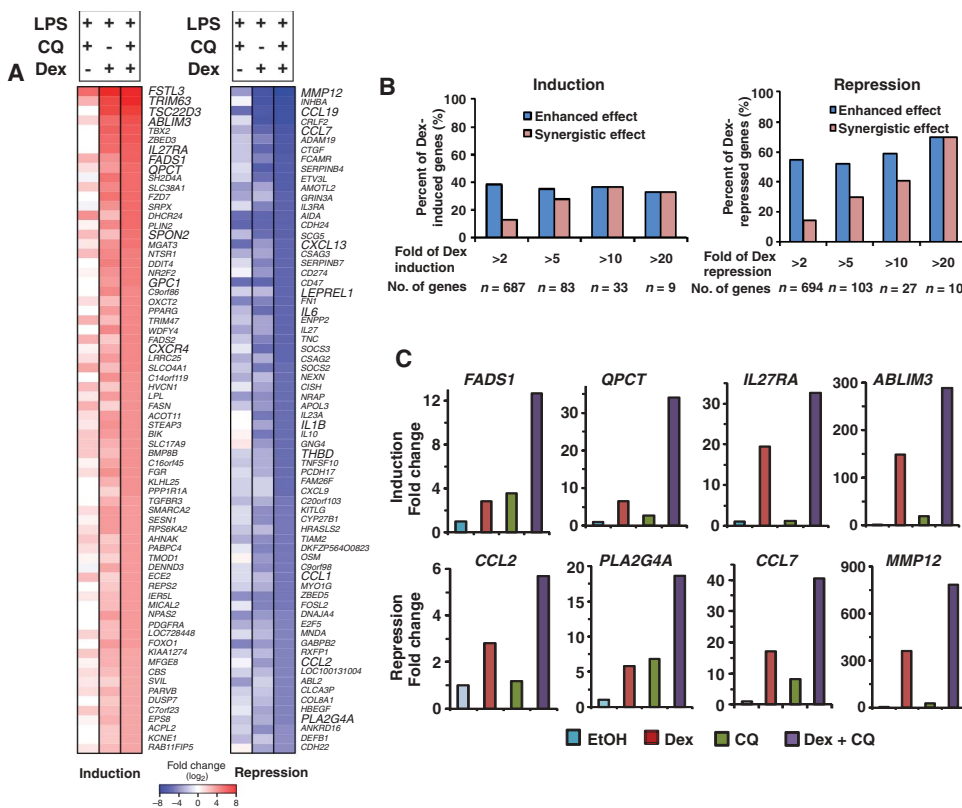 A
LPS + + +
CQ + - +
Dex - + +
FSTL3
TRIM63
TSC22D3
ABLIM3
TBX2
ZBED3
IL27RA
FADS1
QPCT
SH2D4A
SLC38A1
FZD7
SRPX
DHCR24
PLIN2
SPON2
MGAT3
NTSR1
DDIT4
NR2F2
GPC1
C9orf86
OXCT2
PPARG
TRIM47
WDFY4
FADS2
CXCR4
LRRC25
SLCO4A1
C14orf119
HVCN1
LPL
FASN
ACOT11
STEAP3
BIK
SLC17A9
BMP8B
C16orf45
FGR
KLHL25
PPP1R1A
TGFBR3
SMARCA2
SESN1
RPS6KA2
AHNAK
PABPC4
TMOD1
DENND3
ECE2
REPS2
IER5L
MICAL2
NPAS2
PDGFRA
LOC728448
FOXO1
KIAA1274
MFGE8
CBS
SVIL
PARVB
DUSP7
C7orf23
EPS8
ACPL2
KCNE1
RAB11FIP5
Induction
+ + +
+ - +
- + +
MMP12
INHBA
CCL19
CRLF2
CCL7
ADAM19
CTGF
FCAMR
SERPINB4
ETV3L
AMOTL2
GRIN3A
IL3RA
AIDA
CDH24
SCG5
CXCL13
CSAG3
SERPINB7
CD274
CD47
LEPREL1
FN1
IL6
ENPP2
IL27
TNC
SOCS3
CSAG2
SOCS2
NEXN
CISH
NRAP
APOL3
IL23A
IL1B
IL10
GNG4
THBD
TNFSF10
PCDH17
FAM26F
CXCL9
C20orf103
KITLG
CYP27B1
HRASLS2
TIAM2
DKFZP564O0823
OSM
C9orf98
CCL1
MYO1G
ZBED5
FOSL2
DNAJA4
E2F5
MNDA
GABPB2
RXFP1
CCL2
LOC100131004
ABL2
CLCA3P
COL8A1
HBEGF
PLA2G4A
ANKRD16
DEFB1
CDH22
Repression
Fold change
(log2)
−8 −4 0 4 8
B
Induction
Percent of Dex-
induced genes (%)
100
80
60
40
20
0
Enhanced effect
Synergistic effect
Fold of Dex
induction
>2 >5 >10 >20
No. of genes n = 687 n = 83 n = 33 n = 9
Repression
Percent of Dex-
repressed genes (%)
100
80
60
40
20
0
Enhanced effect
Synergistic effect
Fold of Dex
repression
>2 >5 >10 >20
No. of genes n = 694 n = 103 n = 27 n = 10
C
Induction
Fold change
FADS1
12
8
4
0
QPCT
30
20
10
0
IL27RA
30
20
10
0
ABLIM3
300
200
100
0
Repression
Fold change
CCL2
6
4
2
0
PLA2G4A
20
15
10
5
0
CCL7
40
30
20
10
0
MMP12
900
600
300
0
EtOH Dex CQ Dex + CQ